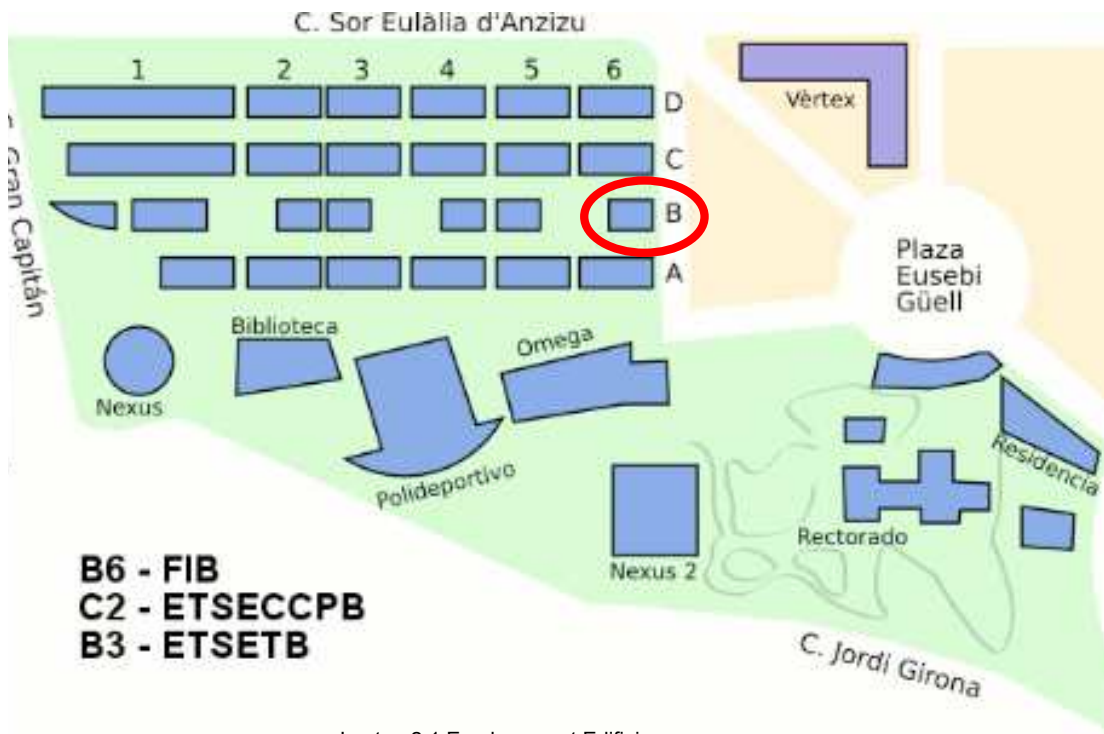 C. Sor Eulàlia d'Anzizu
1 2 3 4 5 6
D
Vèrtex
C
C. Gran Capitán
B
Plaza
Eusebi
Güell
A
Biblioteca
Omega
Nexus
Polideportivo
Residencia
Rectorado
Nexus 2
B6 - FIB
C2 - ETSECCPB
B3 - ETSETB
C. Jordi Girona